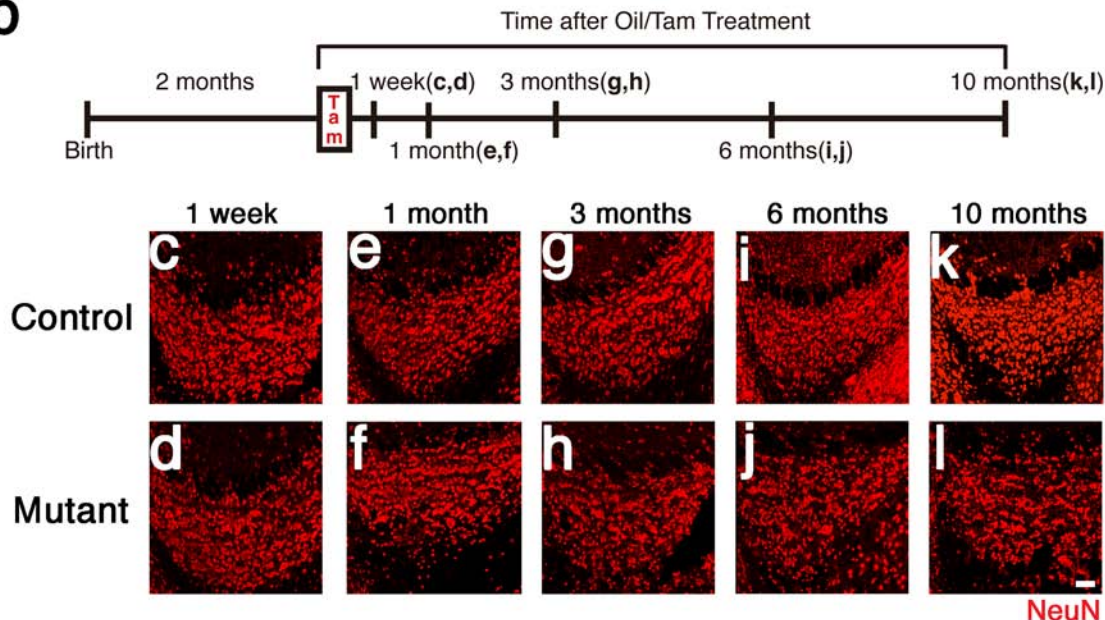 b
Time after Oil/Tam Treatment
2 months
1 week(c,d)
3 months(g,h)
10 months(k,l)
Tam
Birth
1 month(e,f)
6 months(i,j)
1 week
1 month
3 months
6 months
10 months
Control
c
e
g
i
k
Mutant
d
f
h
j
l
NeuN